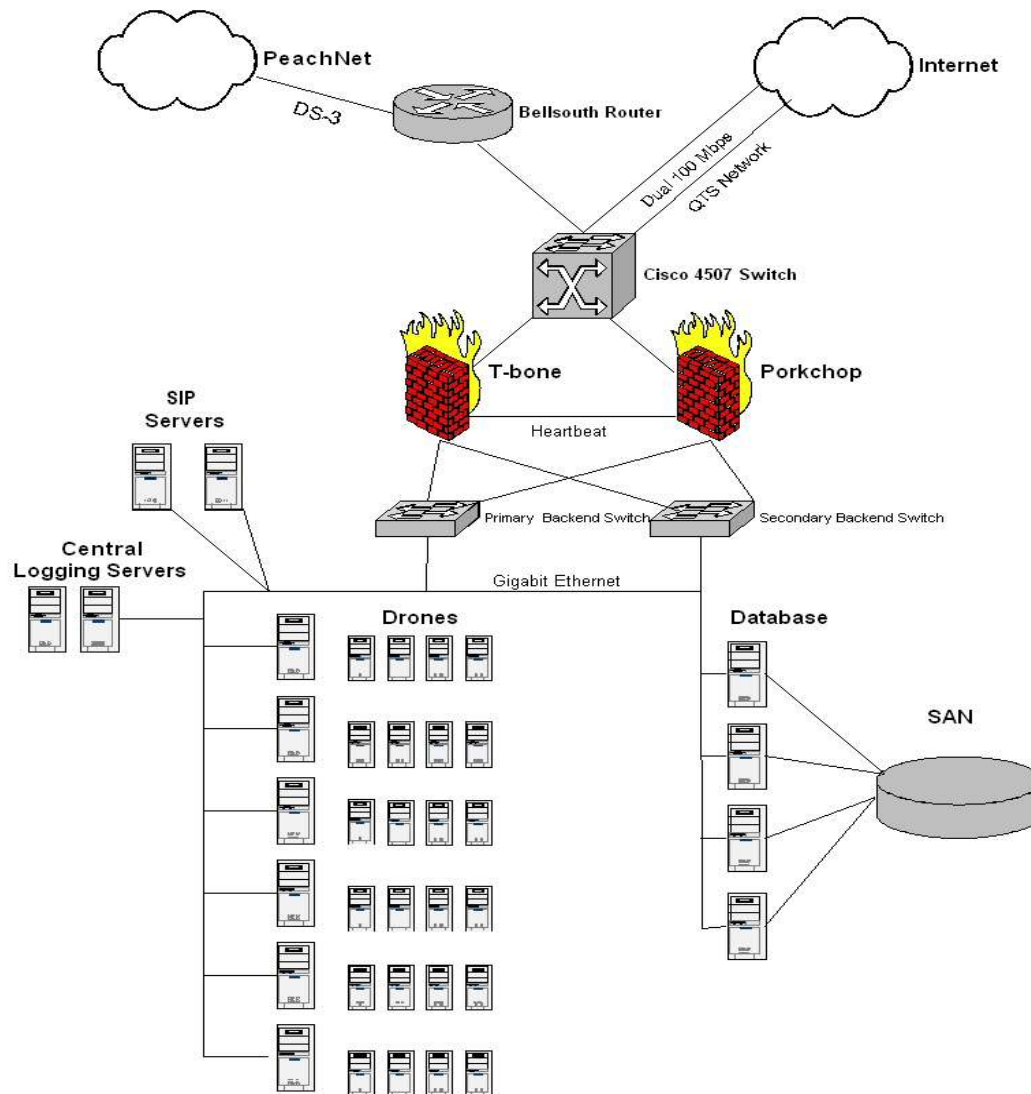 PeachNet
Internet
DS-3
Bellsouth Router
Dual 100 Mbps
QTS Network
Cisco 4507 Switch
T-bone
Porkchop
SIP
Servers
Heartbeat
Primary Backend Switch
Secondary Backend Switch
Central
Logging Servers
Gigabit Ethernet
Drones
Database
SAN